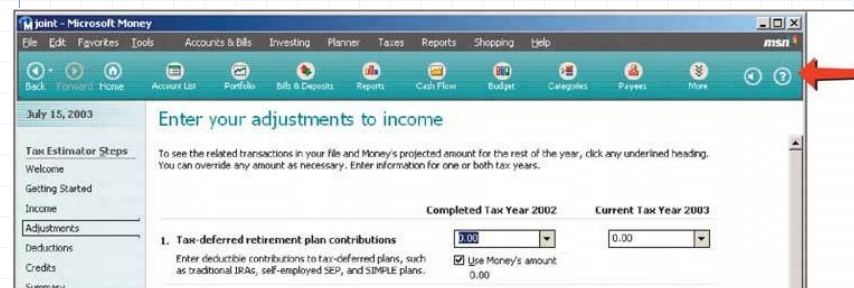 joint - Microsoft Money
File Edit Favorites Tools Accounts & Bills Investing Planner Taxes Reports Shopping Help msn
Back Forward Home Account List Portfolio Bills & Deposits Reports Cash Flow Budget Categories Payees More
July 15, 2003
Enter your adjustments to income
Tax Estimator Steps
Welcome
Getting Started
Income
Adjustments
Deductions
Credits
Summary
To see the related transactions in your file and Money's projected amount for the rest of the year, click any underlined heading.
You can override any amount as necessary. Enter information for one or both tax years.
Completed Tax Year 2002 Current Tax Year 2003
1. Tax-deferred retirement plan contributions 0.00 0.00
Enter deductible contributions to tax-deferred plans, such
as traditional IRAs, self-employed SEP, and SIMPLE plans.
Use Money's amount
0.00